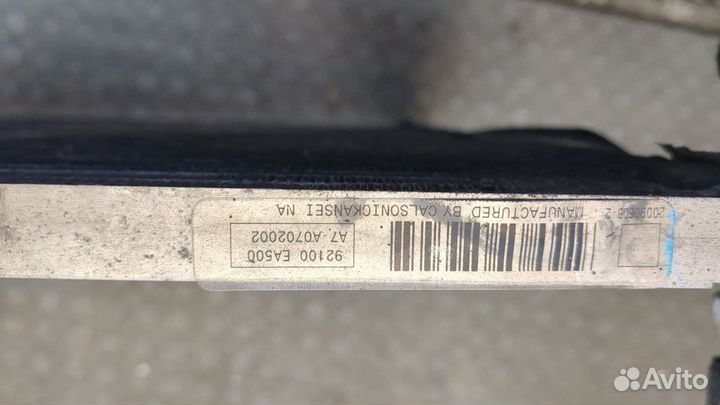 20090608 2 MANUFACTURED BY CALSONICKANSEI NA
A7-A0702002
92100 EA500
Avito